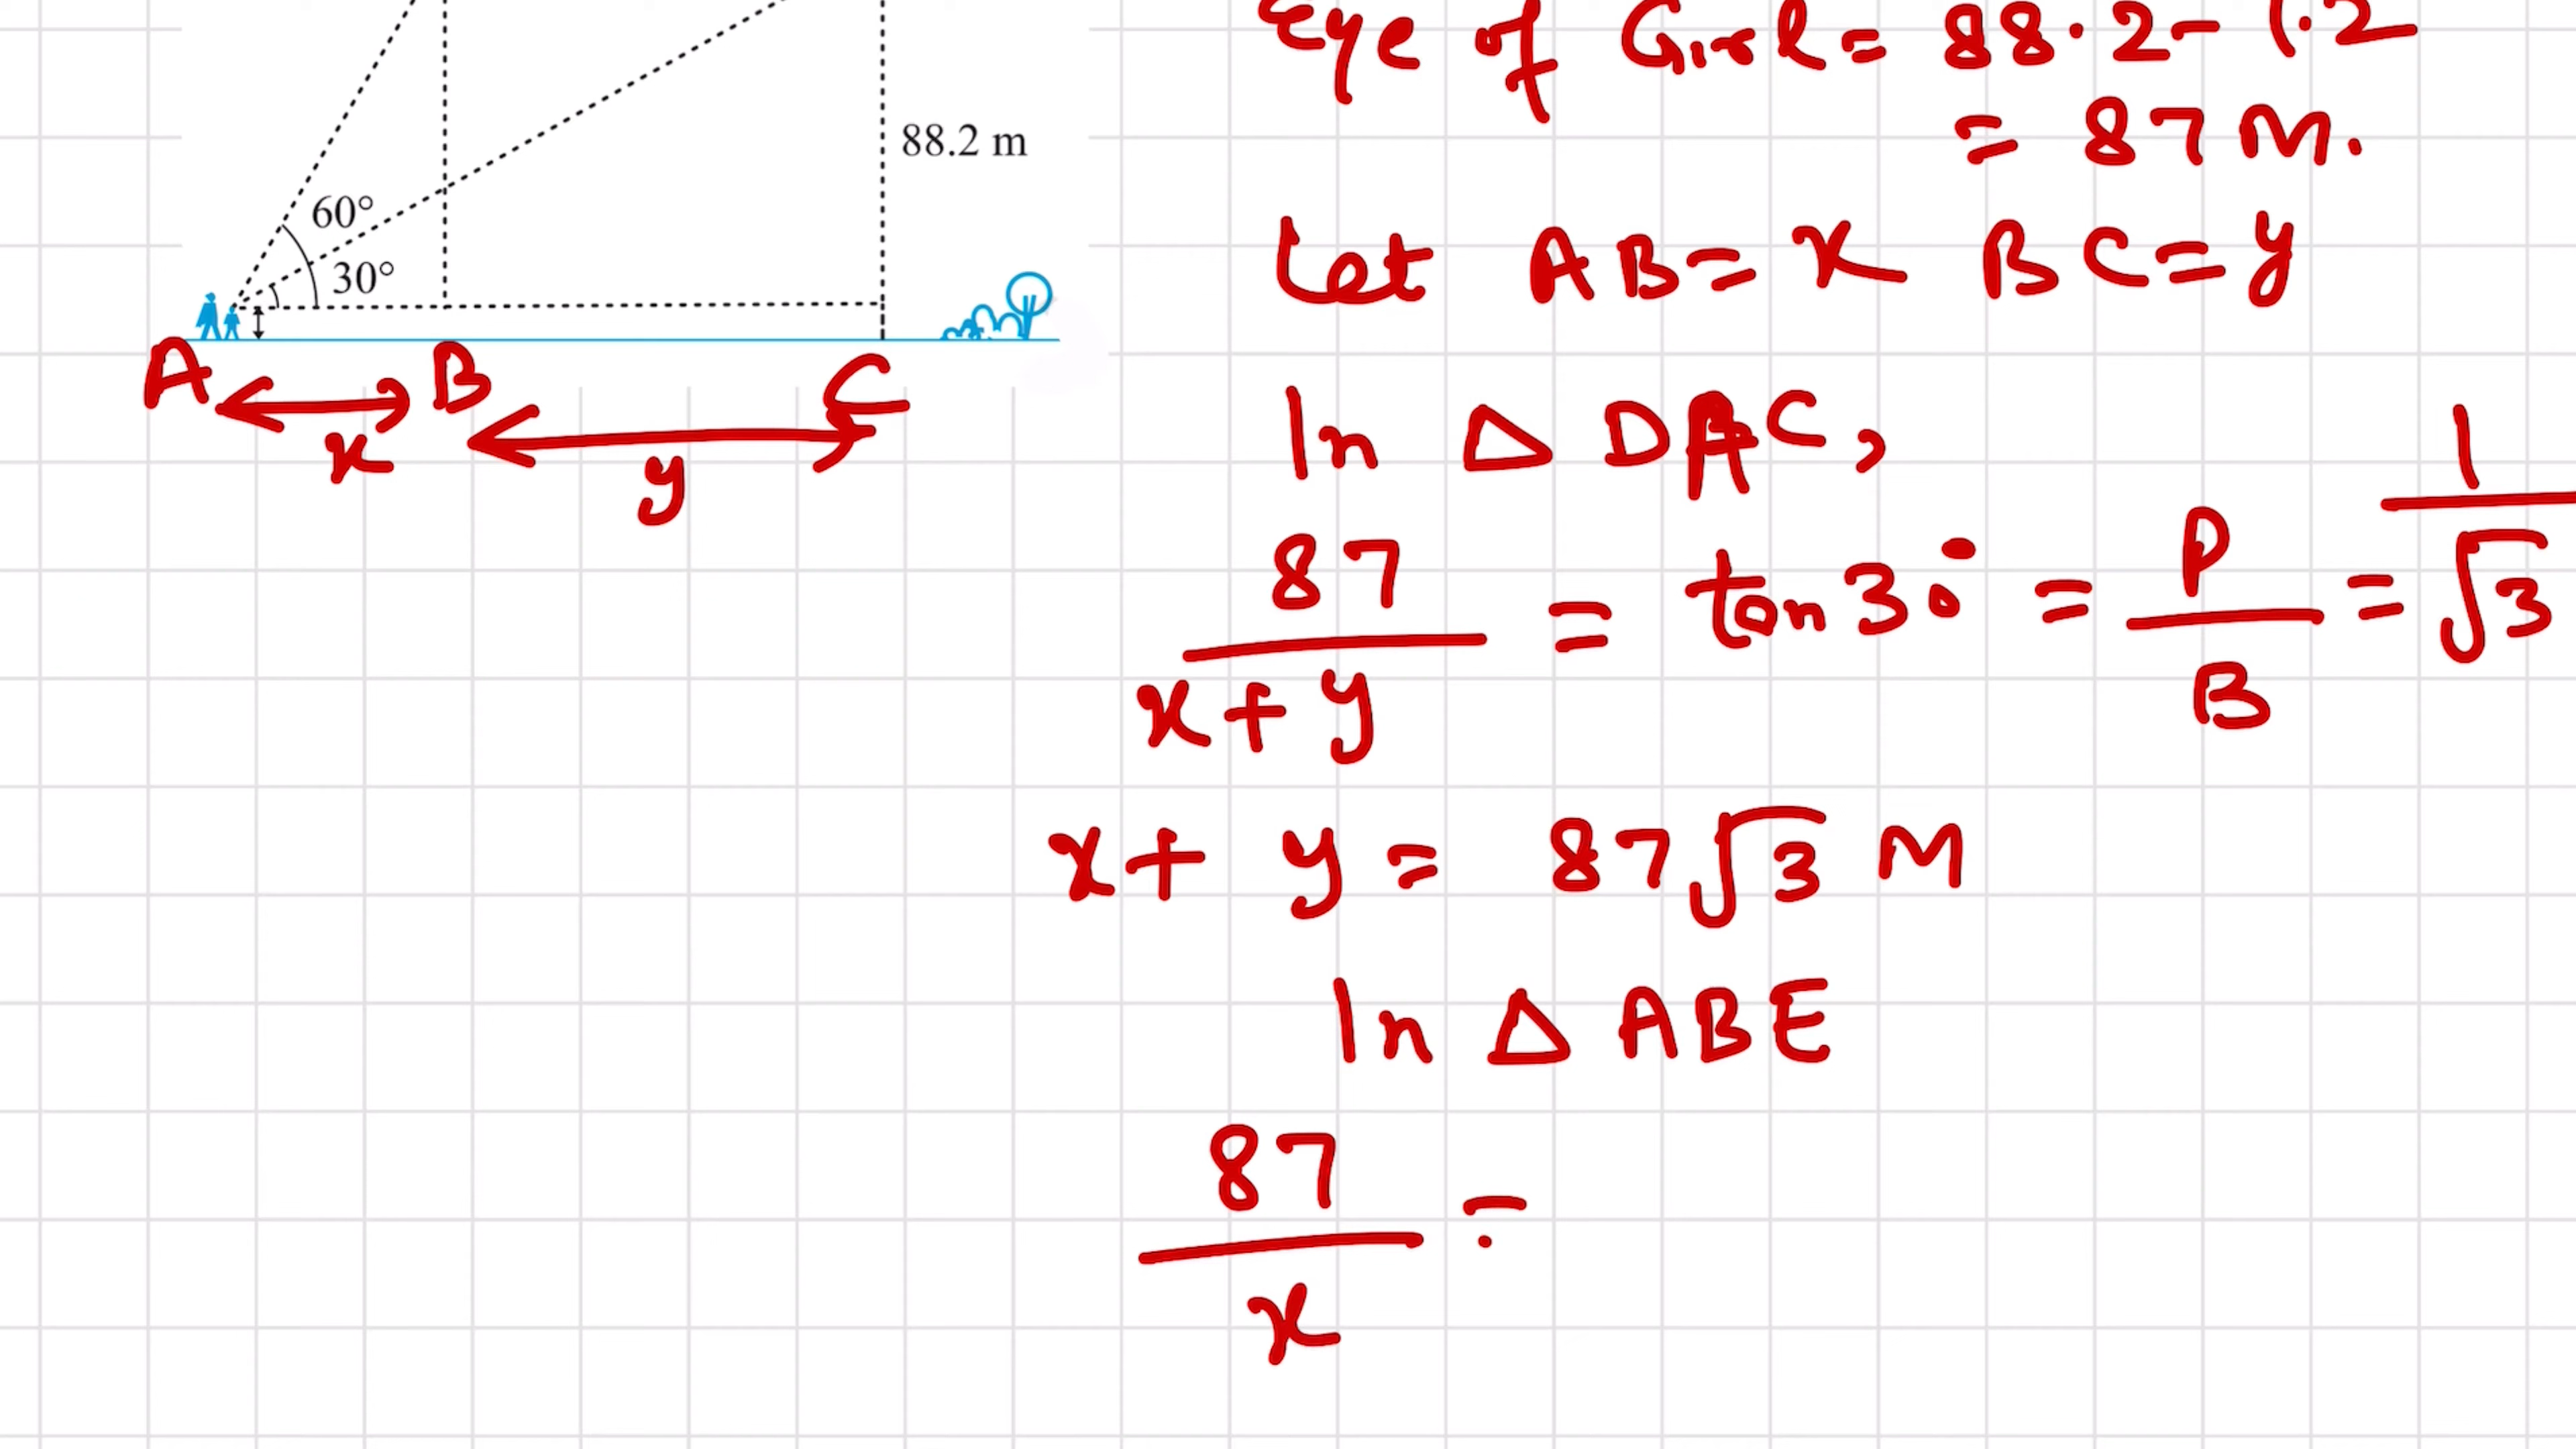 Eye of Girl = 88.2 - 1.2
= 87 M.
88.2 m
60°
30°
Let AB = x BC = y
A B C
x y
In Δ DAC,
87/x+y = tan 30° = P/B = 1/√3
x + y = 87√3 M
In Δ ABE
87/x =